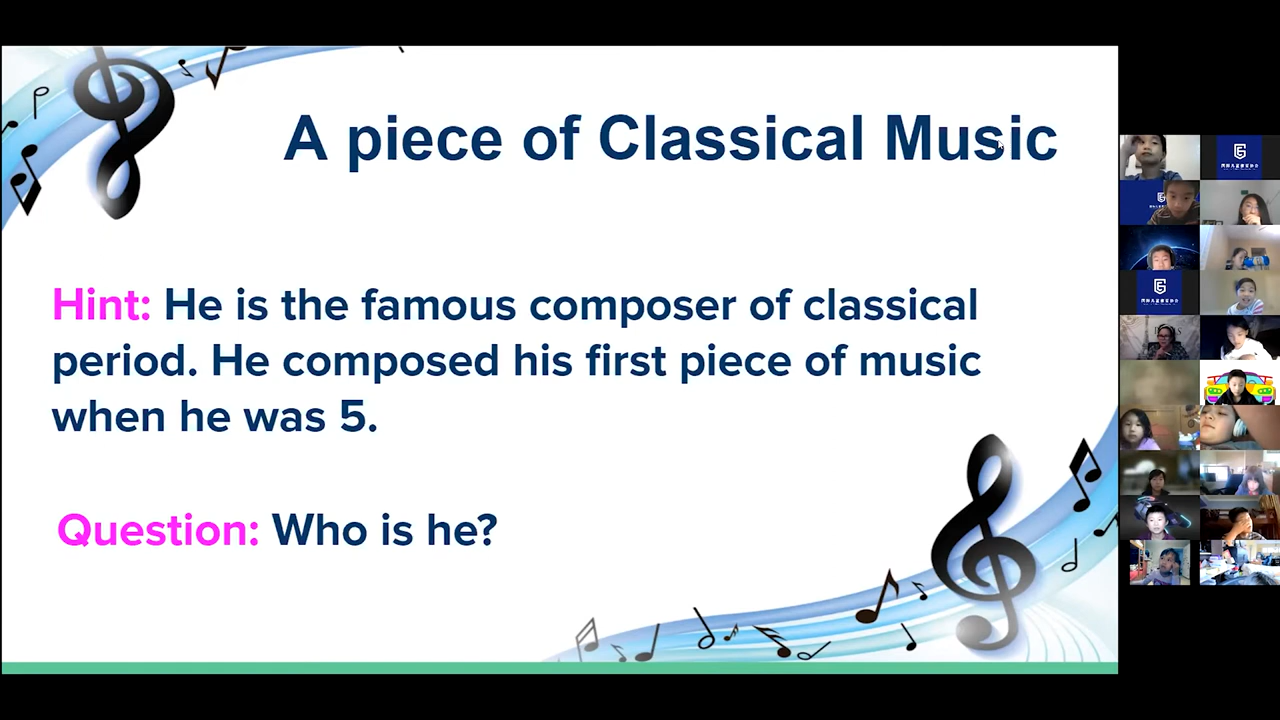 A piece of Classical Music
Hint: He is the famous composer of classical
period. He composed his first piece of music
when he was 5.
Question: Who is he?